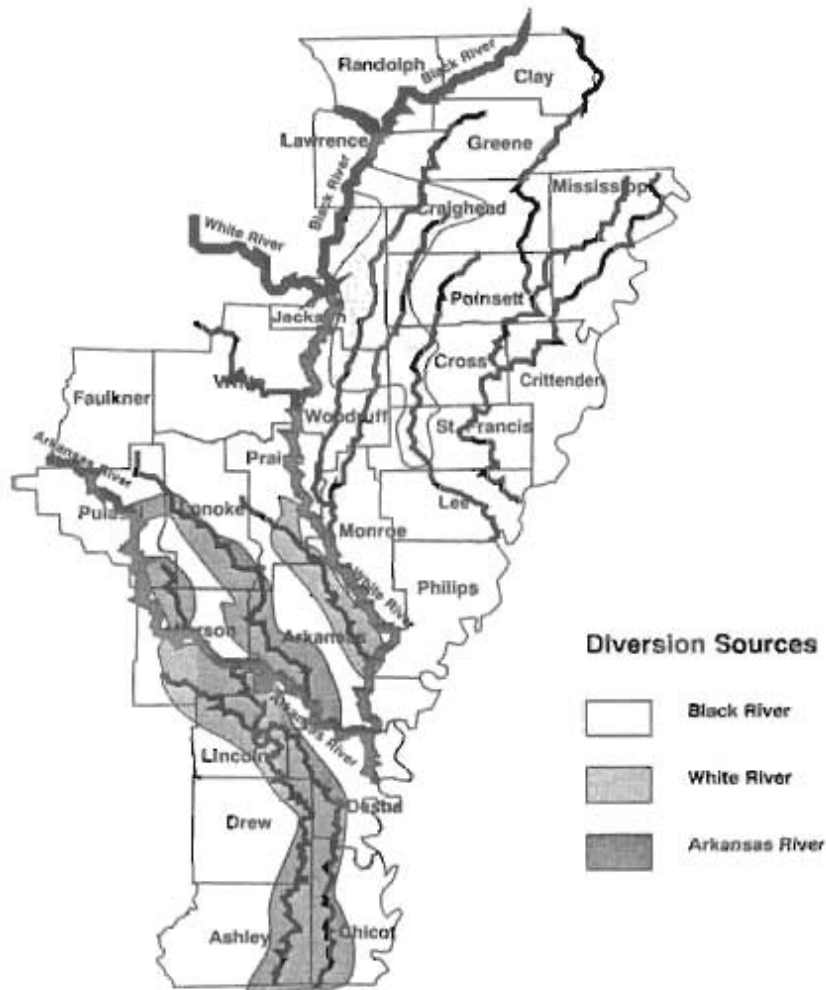 Randolph
Black River
Clay
Lawrence
Greene
Black River
Mississipp
Craighead
White River
Poinsett
Jackson
Cross
Crittenden
Faulkner
Woodruff
St. Francis
Arkansas River
Prairie
Lee
Pulaski
Lonoke
Monroe
White River
Philips
Arkansas
Diversion Sources
Black River
Arkansas River
Lincoln
White River
Desha
Drew
Arkansas River
Ashley
Chicot